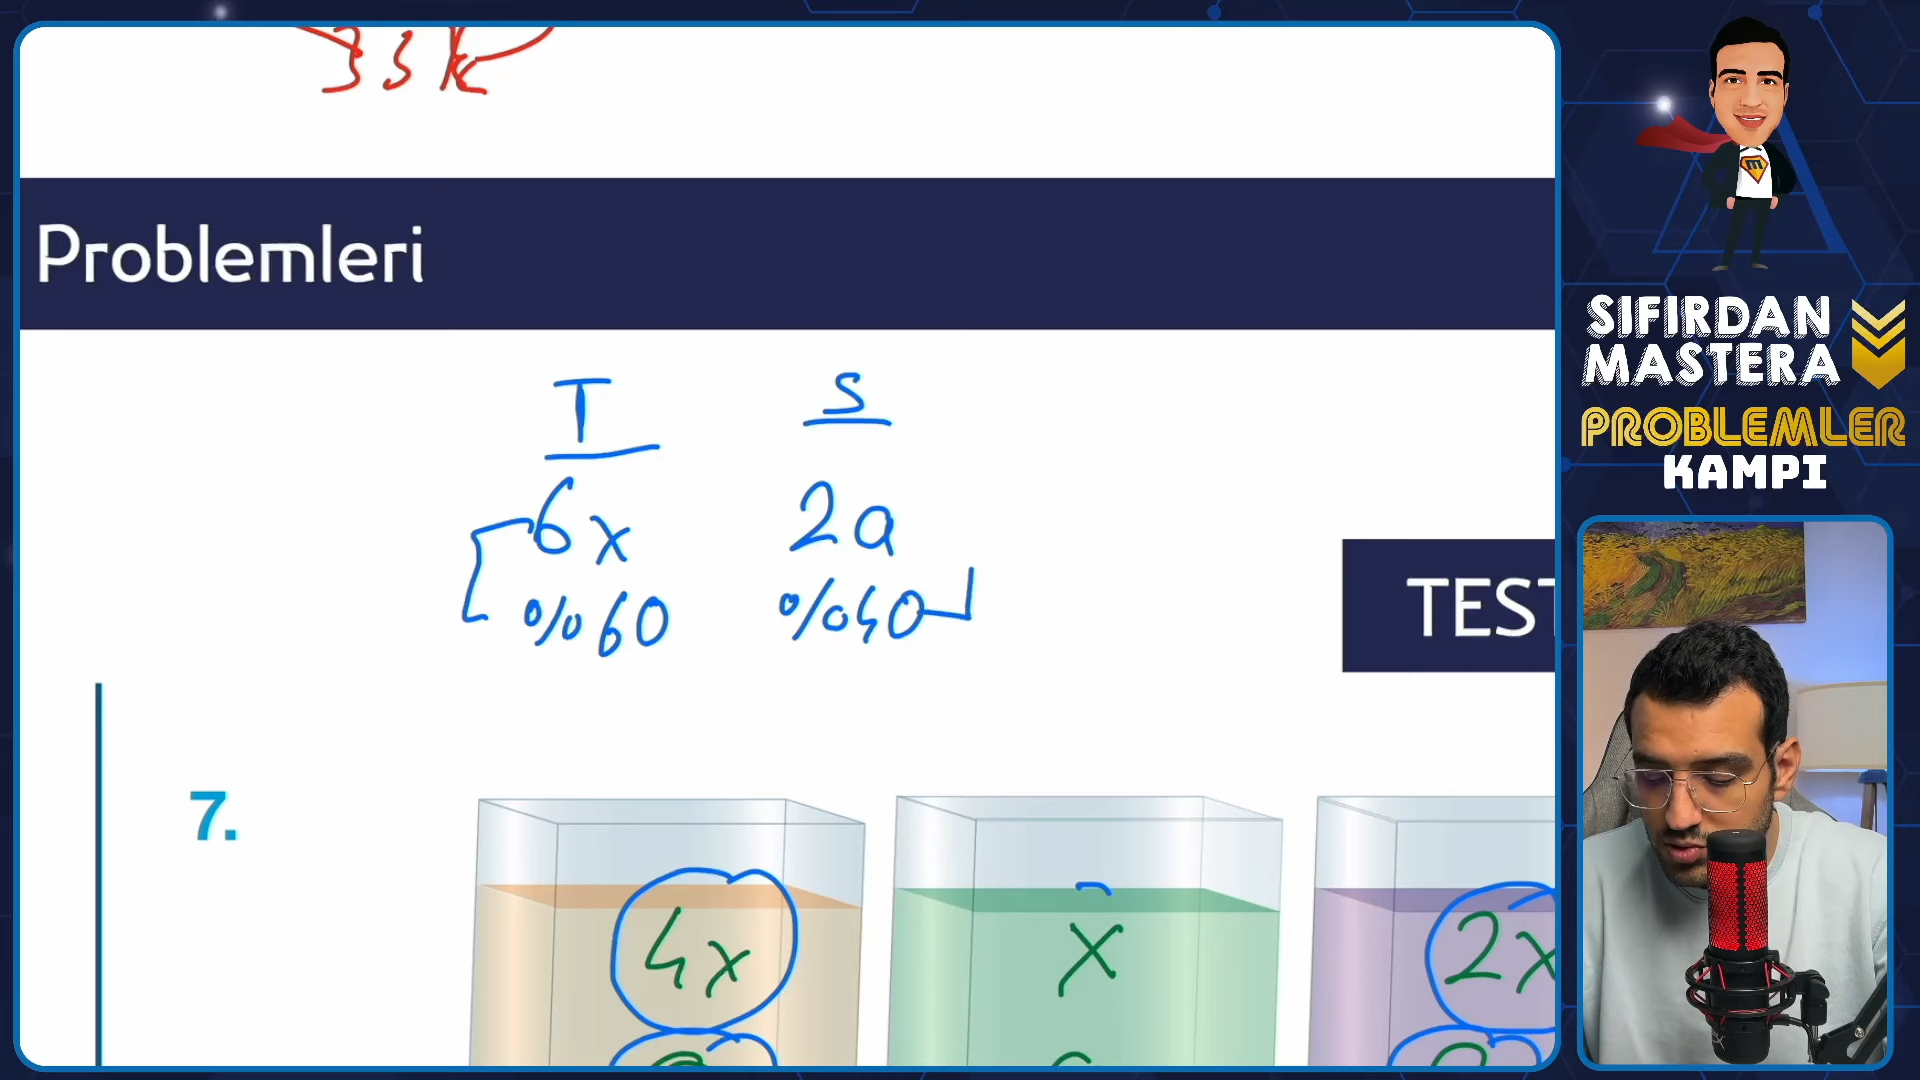 33k
Problemleri
T S
6x 2a
%60 %40
TEST
7.
4x x 2x
SIFIRDAN
MASTERA
PROBLEMLER
KAMPI
m